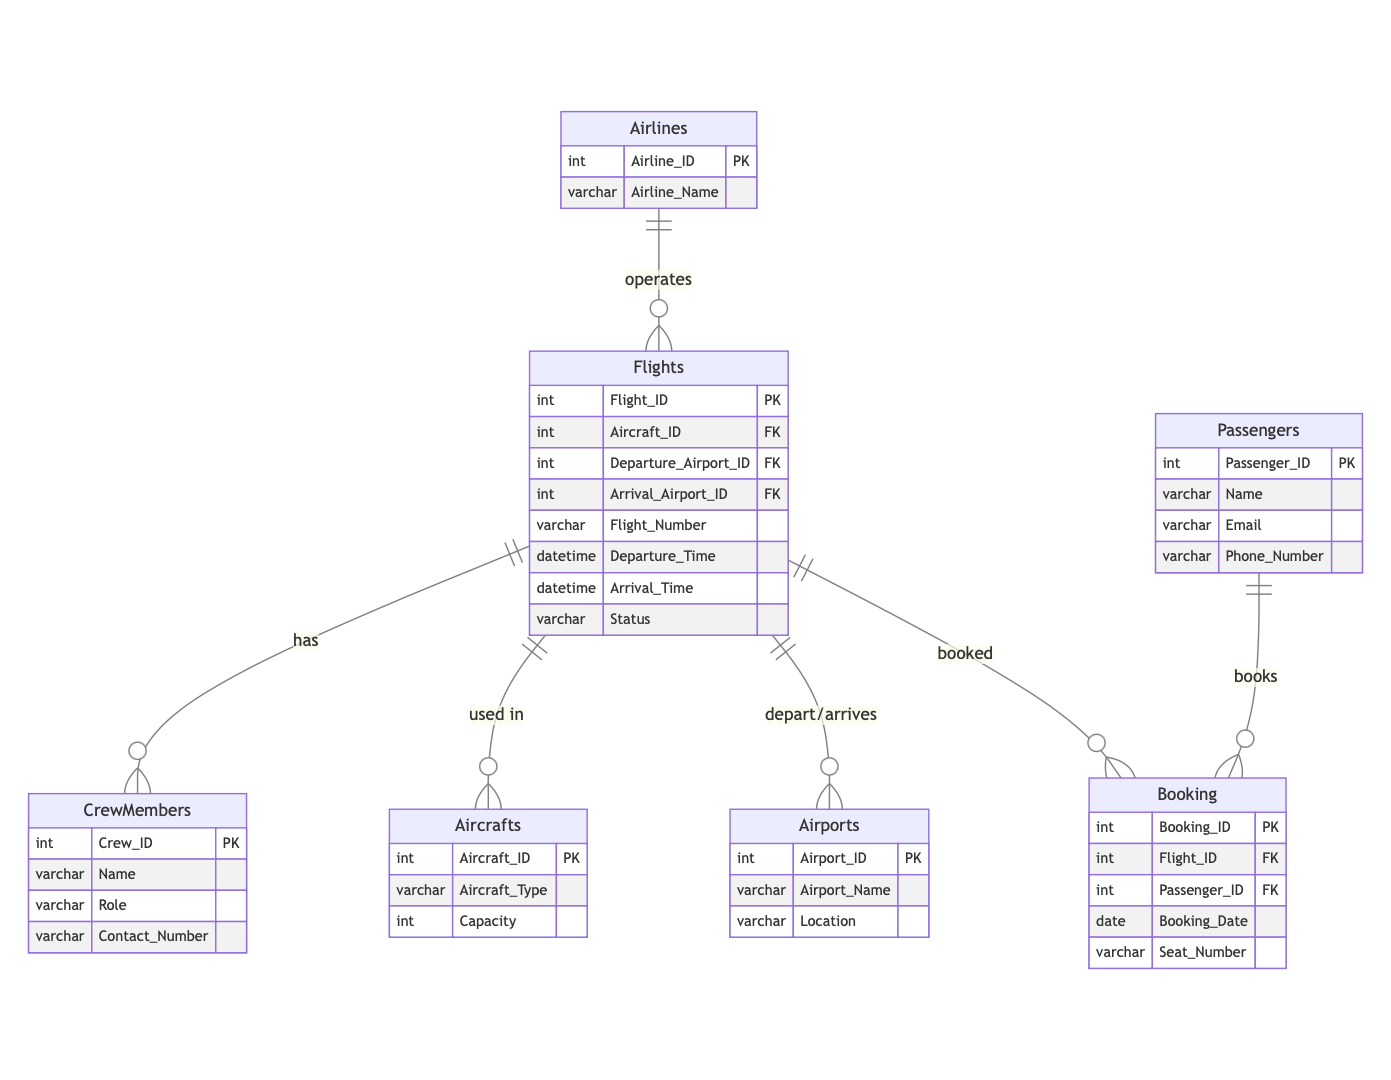 Airlines
int Airline_ID PK
varchar Airline_Name
operates
Flights
int Flight_ID PK
int Aircraft_ID FK
int Departure_Airport_ID FK
int Arrival_Airport_ID FK
varchar Flight_Number
datetime Departure_Time
datetime Arrival_Time
varchar Status
Passengers
int Passenger_ID PK
varchar Name
varchar Email
varchar Phone_Number
has
used in
depart/arrives
booked
books
CrewMembers
int Crew_ID PK
varchar Name
varchar Role
varchar Contact_Number
Aircrafts
int Aircraft_ID PK
varchar Aircraft_Type
int Capacity
Airports
int Airport_ID PK
varchar Airport_Name
varchar Location
Booking
int Booking_ID PK
int Flight_ID FK
int Passenger_ID FK
date Booking_Date
varchar Seat_Number